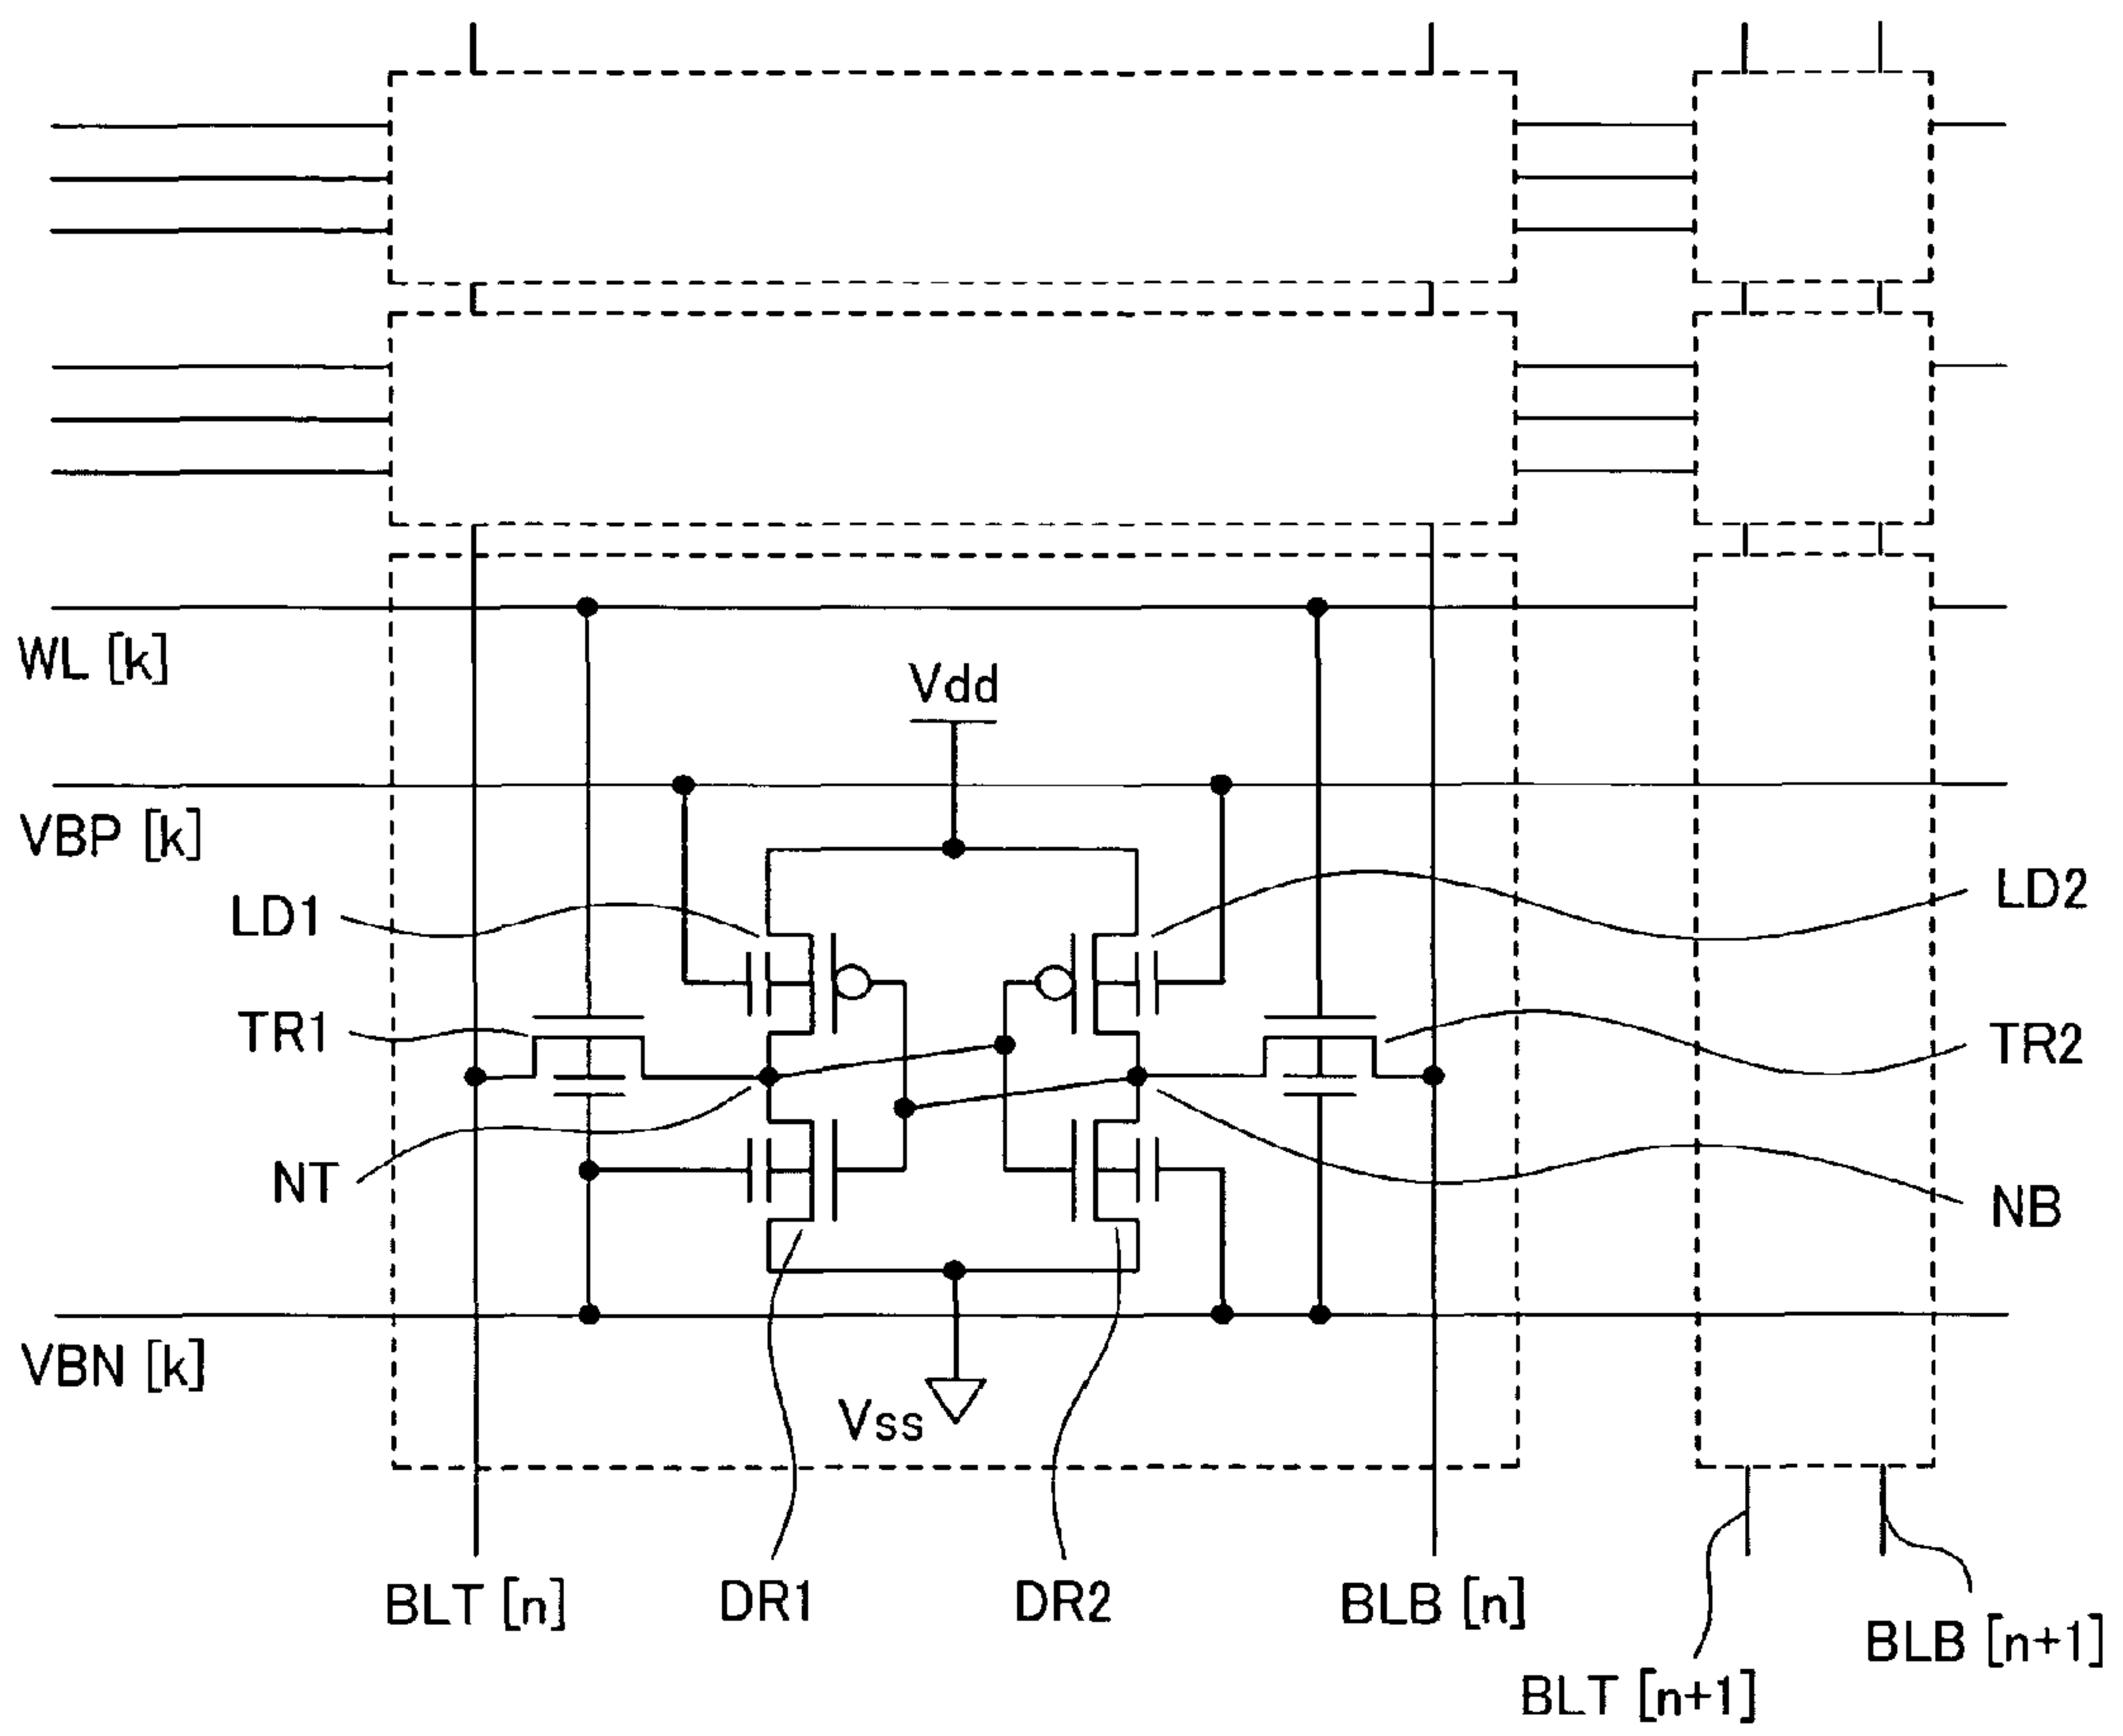 WL [k]
Vdd
VBP [k]
LD1
LD2
TR1
TR2
NT
NB
VBN [k]
Vss
BLT [n]
DR1
DR2
BLB [n]
BLB [n+1]
BLT [n+1]